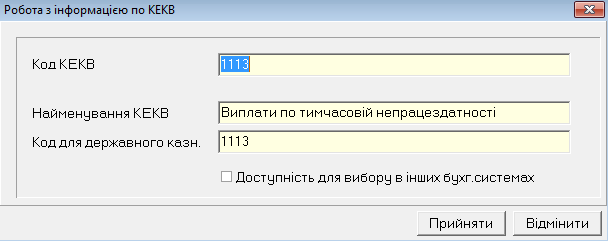 Робота з інформацією по КЕКВ
Код КЕКВ 1113
Найменування КЕКВ Виплати по тимчасовій непрацездатності
Код для державного казн. 1113
Доступність для вибору в інших бухг.системах
Прийняти Відмінити